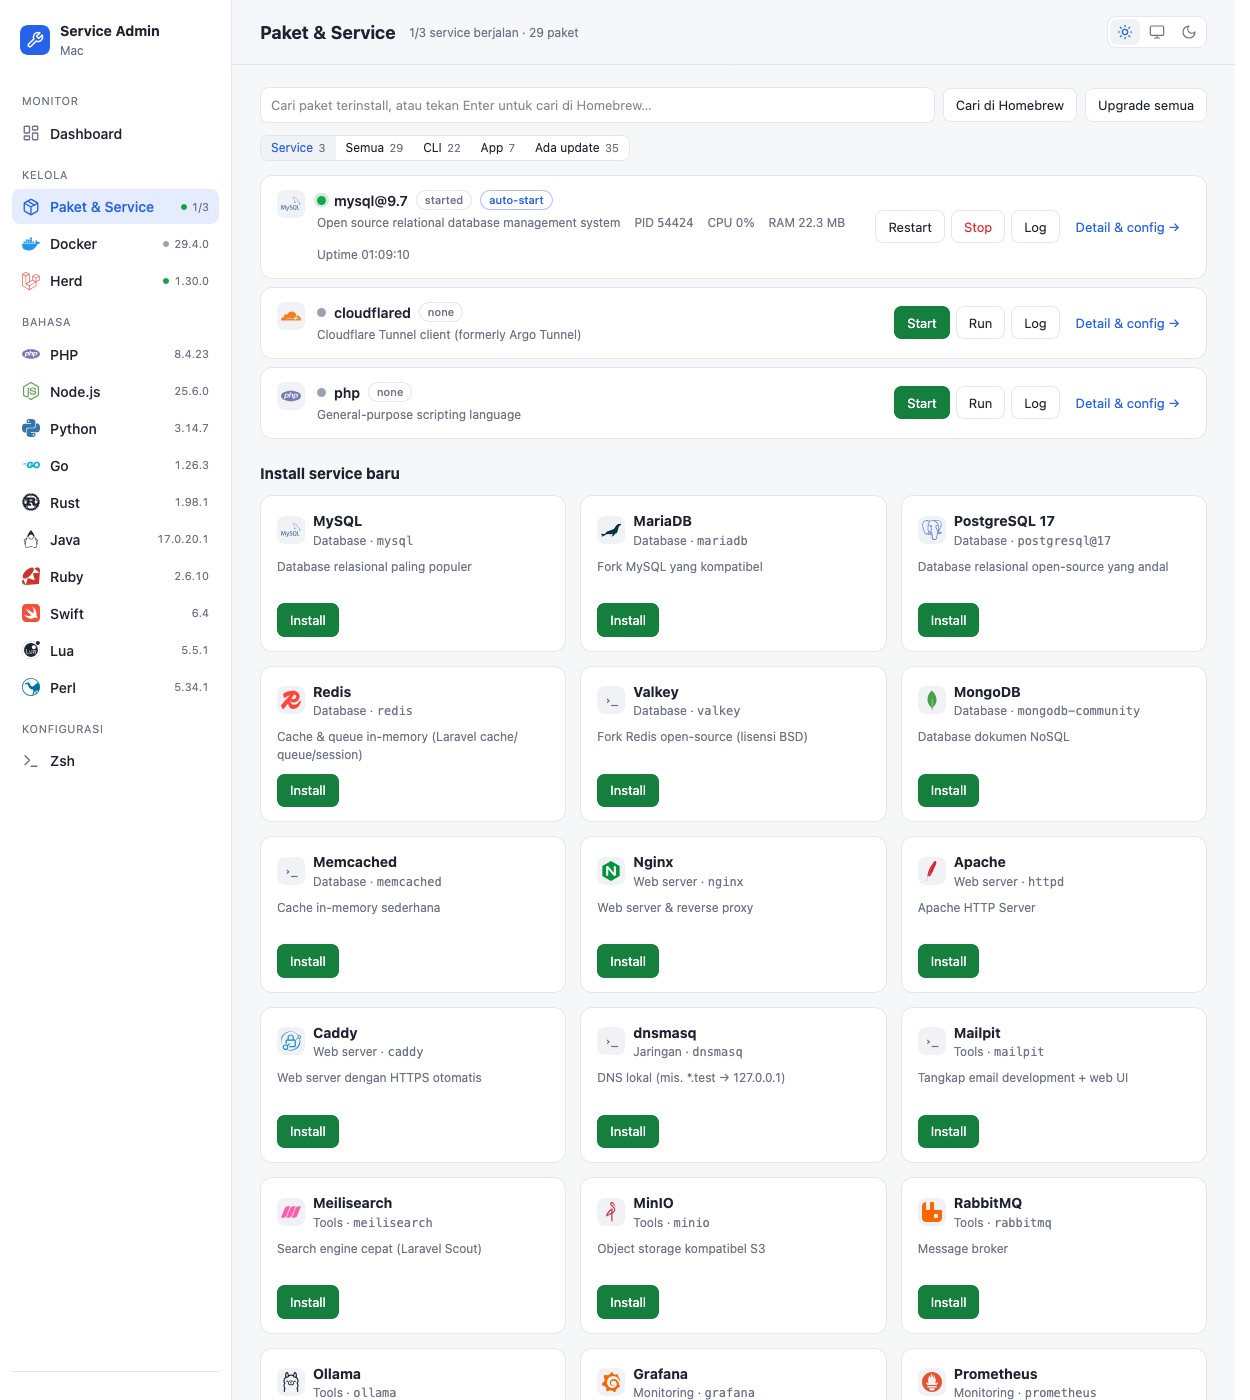 Service Admin
Mac
MONITOR
Dashboard
KELOLA
Paket & Service 1/3
Docker 29.4.0
Herd 1.30.0
BAHASA
PHP 8.4.23
Node.js 25.6.0
Python 3.14.7
Go 1.26.3
Rust 1.98.1
Java 17.0.20.1
Ruby 2.6.10
Swift 6.4
Lua 5.5.1
Perl 5.34.1
KONFIGURASI
Zsh
Paket & Service 1/3 service berjalan · 29 paket
Cari paket terinstall, atau tekan Enter untuk cari di Homebrew... Cari di Homebrew Upgrade semua
Service 3 Semua 29 CLI 22 App 7 Ada update 35
mysql@9.7 started auto-start
Open source relational database management system PID 54424 CPU 0% RAM 22.3 MB
Uptime 01:09:10
Restart Stop Log Detail & config →
cloudflared none
Cloudflare Tunnel client (formerly Argo Tunnel)
Start Run Log Detail & config →
php none
General-purpose scripting language
Start Run Log Detail & config →
Install service baru
MySQL
Database · mysql
Database relasional paling populer
Install
MariaDB
Database · mariadb
Fork MySQL yang kompatibel
Install
PostgreSQL 17
Database · postgresql@17
Database relasional open-source yang andal
Install
Redis
Database · redis
Cache & queue in-memory (Laravel cache/
queue/session)
Install
Valkey
Database · valkey
Fork Redis open-source (lisensi BSD)
Install
MongoDB
Database · mongodb-community
Database dokumen NoSQL
Install
Memcached
Database · memcached
Cache in-memory sederhana
Install
Nginx
Web server · nginx
Web server & reverse proxy
Install
Apache
Web server · httpd
Apache HTTP Server
Install
Caddy
Web server · caddy
Web server dengan HTTPS otomatis
Install
dnsmasq
Jaringan · dnsmasq
DNS lokal (mis. *.test → 127.0.0.1)
Install
Mailpit
Tools · mailpit
Tangkap email development + web UI
Install
Meilisearch
Tools · meilisearch
Search engine cepat (Laravel Scout)
Install
MinIO
Tools · minio
Object storage kompatibel S3
Install
RabbitMQ
Tools · rabbitmq
Message broker
Install
Ollama
Tools · ollama
Grafana
Monitoring · grafana
Prometheus
Monitoring · prometheus